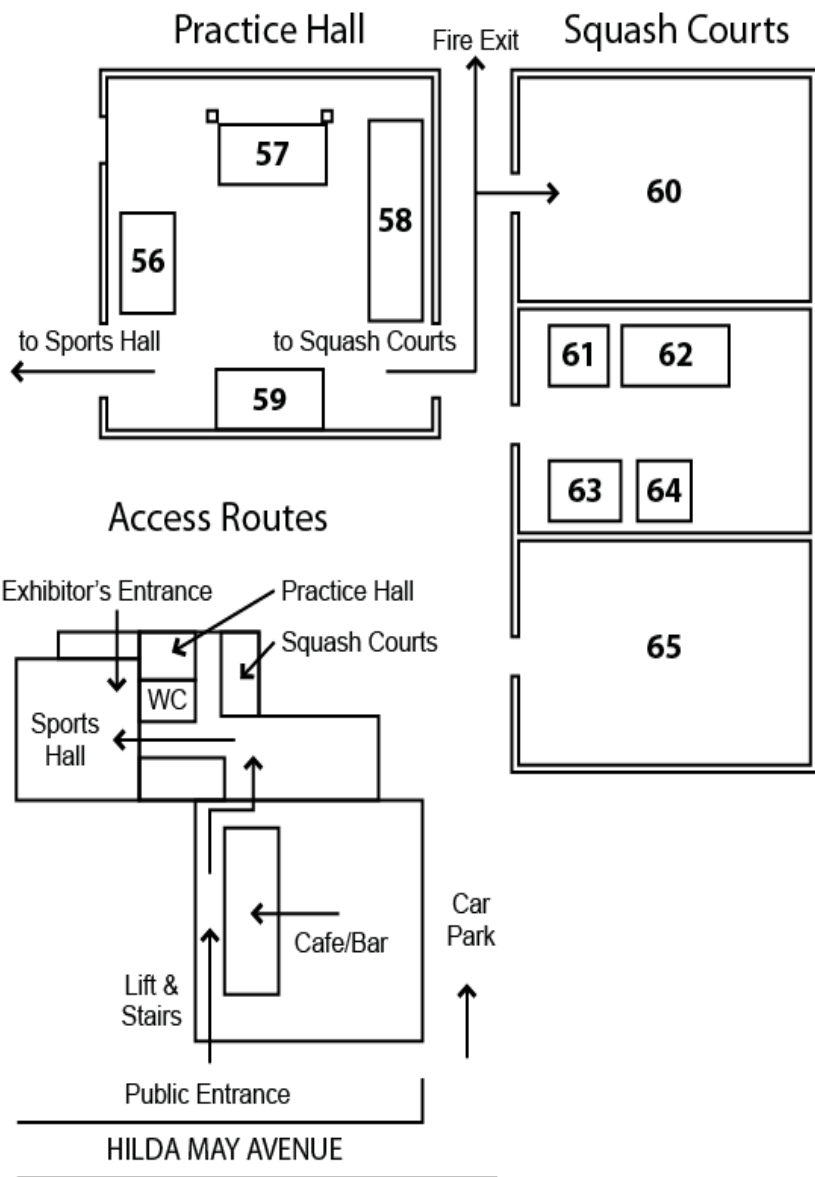 Practice Hall
Fire Exit
Squash Courts
57
58
60
56
to Sports Hall
to Squash Courts
59
61
62
63
64
Access Routes
Exhibitor's Entrance
Practice Hall
Squash Courts
WC
65
Sports
Hall
Car
Park
Cafe/Bar
Lift &
Stairs
Public Entrance
HILDA MAY AVENUE